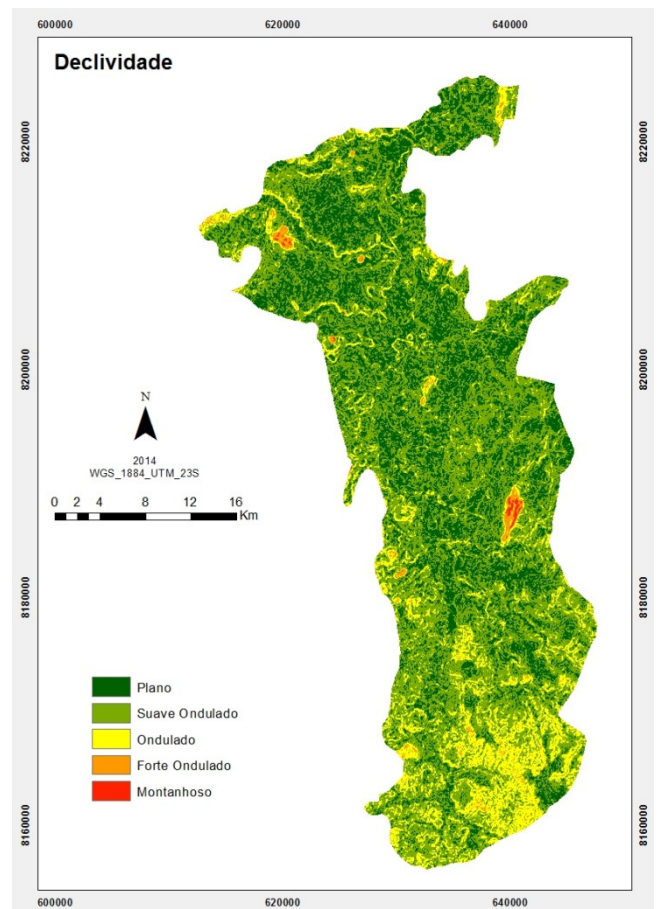 600000 620000 640000
Declividade
8220000 8220000
8200000 8200000
N
2014
WGS_1884_UTM_23S
0 2 4 8 12 16
Km
8180000 8180000
Plano
Suave Ondulado
Ondulado
Forte Ondulado
Montanhoso
8160000 8160000
600000 620000 640000